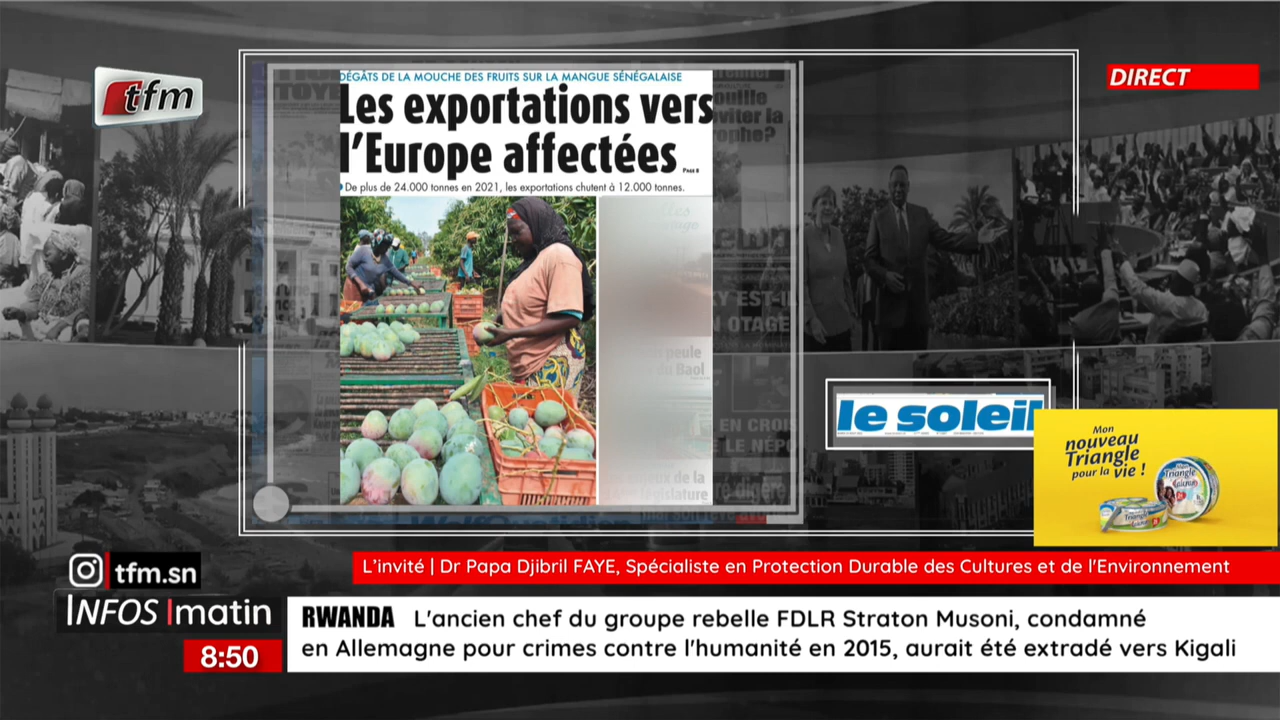 tfm
DIRECT
DÉGÂTS DE LA MOUCHE DES FRUITS SUR LA MANGUE SÉNÉGALAISE
Les exportations vers
l'Europe affectées
De plus de 24.000 tonnes en 2021, les exportations chutent à 12.000 tonnes.
le soleil
Mon
nouveau
Triangle
pour la vie !
tfm.sn
L'invité | Dr Papa Djibril FAYE, Spécialiste en Protection Durable des Cultures et de l'Environnement
INFOS matin
8:50
RWANDA L'ancien chef du groupe rebelle FDLR Straton Musoni, condamné
en Allemagne pour crimes contre l'humanité en 2015, aurait été extradé vers Kigali